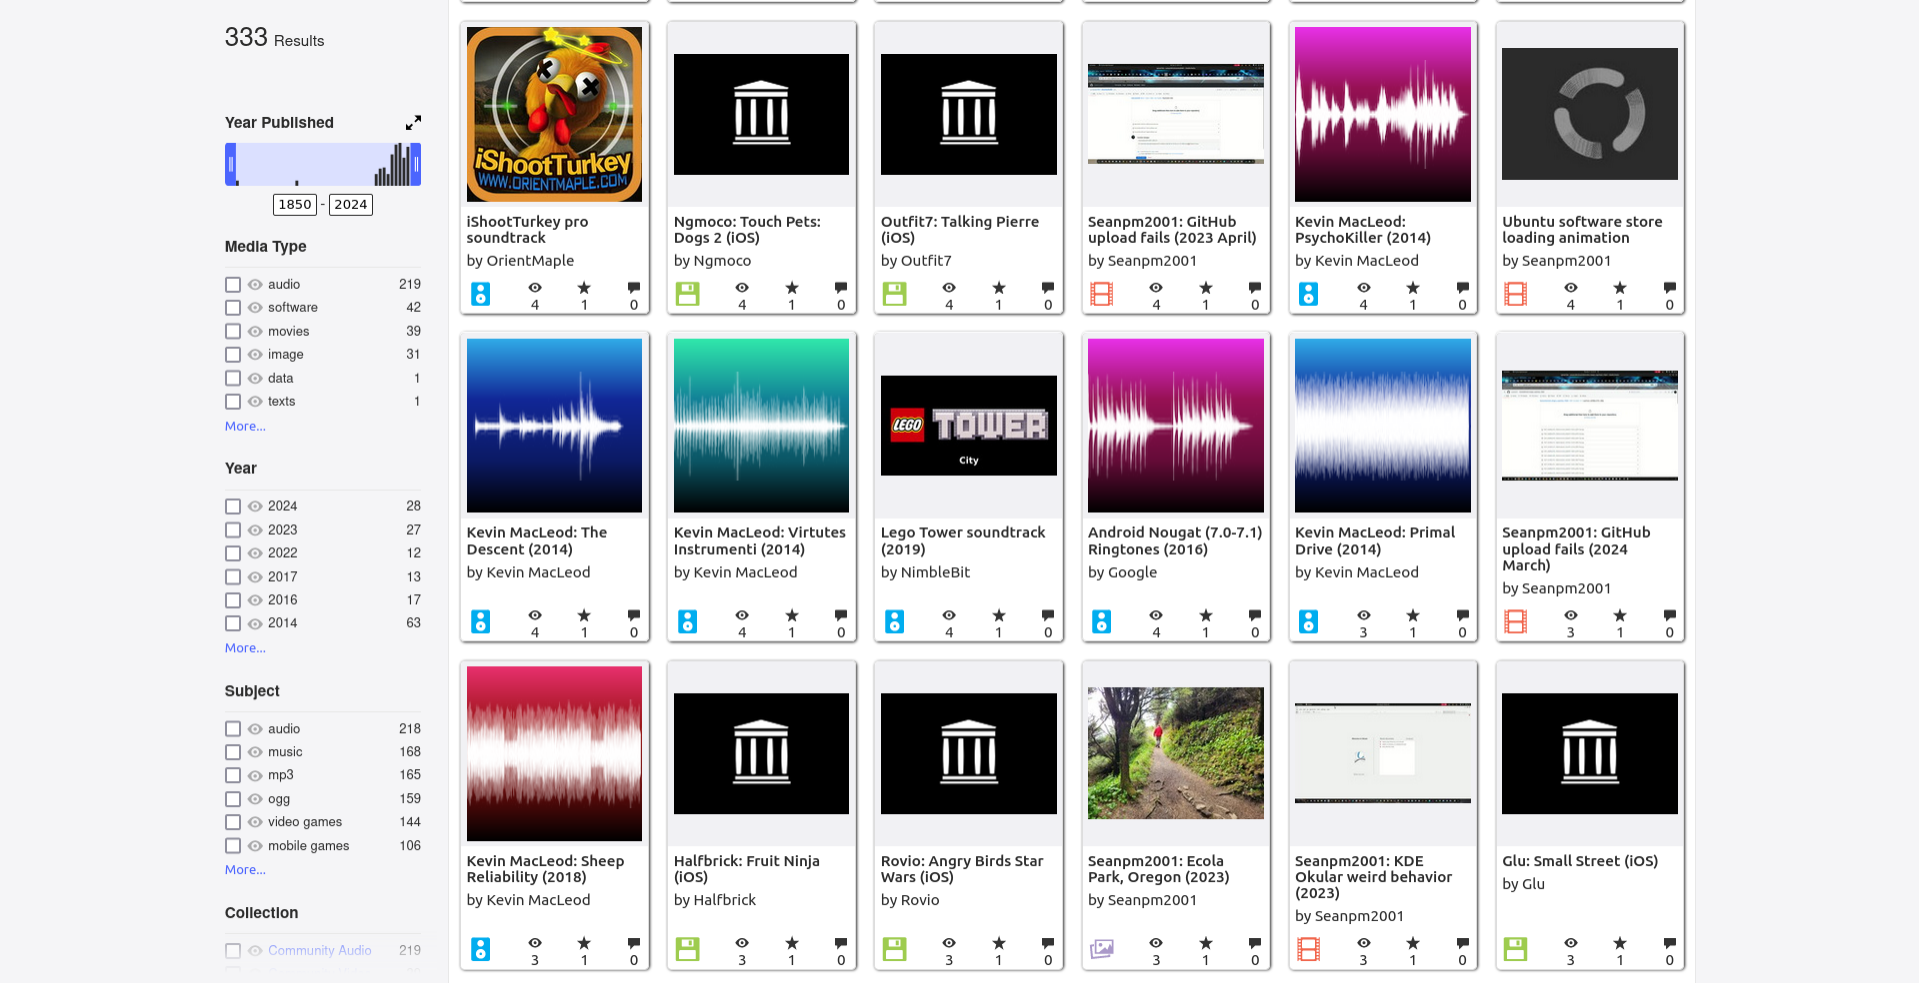 333 Results
Year Published
1850 - 2024
Media Type
audio 219
software 42
movies 39
image 31
data 1
texts 1
More...
Year
2024 28
2023 27
2022 12
2017 13
2016 17
2014 63
More...
Subject
audio 218
music 168
mp3 165
ogg 159
video games 144
mobile games 106
More...
Collection
Community Audio 219
iShootTurkey
WWW.ORIENTMAPLE.COM
iShootTurkey pro
soundtrack
by OrientMaple
4 1 0
Ngmoco: Touch Pets:
Dogs 2 (iOS)
by Ngmoco
4 1 0
Outfit7: Talking Pierre
(iOS)
by Outfit7
4 1 0
Seanpm2001: GitHub
upload fails (2023 April)
by Seanpm2001
4 1 0
Kevin MacLeod:
PsychoKiller (2014)
by Kevin MacLeod
4 1 0
Ubuntu software store
loading animation
by Seanpm2001
4 1 0
Kevin MacLeod: The
Descent (2014)
by Kevin MacLeod
4 1 0
Kevin MacLeod: Virtutes
Instrumenti (2014)
by Kevin MacLeod
4 1 0
LEGO TOWER
City
Lego Tower soundtrack
(2019)
by NimbleBit
4 1 0
Android Nougat (7.0-7.1)
Ringtones (2016)
by Google
4 1 0
Kevin MacLeod: Primal
Drive (2014)
by Kevin MacLeod
3 1 0
Seanpm2001: GitHub
upload fails (2024
March)
by Seanpm2001
3 1 0
Kevin MacLeod: Sheep
Reliability (2018)
by Kevin MacLeod
3 1 0
Halfbrick: Fruit Ninja
(iOS)
by Halfbrick
3 1 0
Rovio: Angry Birds Star
Wars (iOS)
by Rovio
3 1 0
Seanpm2001: Ecola
Park, Oregon (2023)
by Seanpm2001
3 1 0
Seanpm2001: KDE
Okular weird behavior
(2023)
by Seanpm2001
3 1 0
Glu: Small Street (iOS)
by Glu
3 1 0